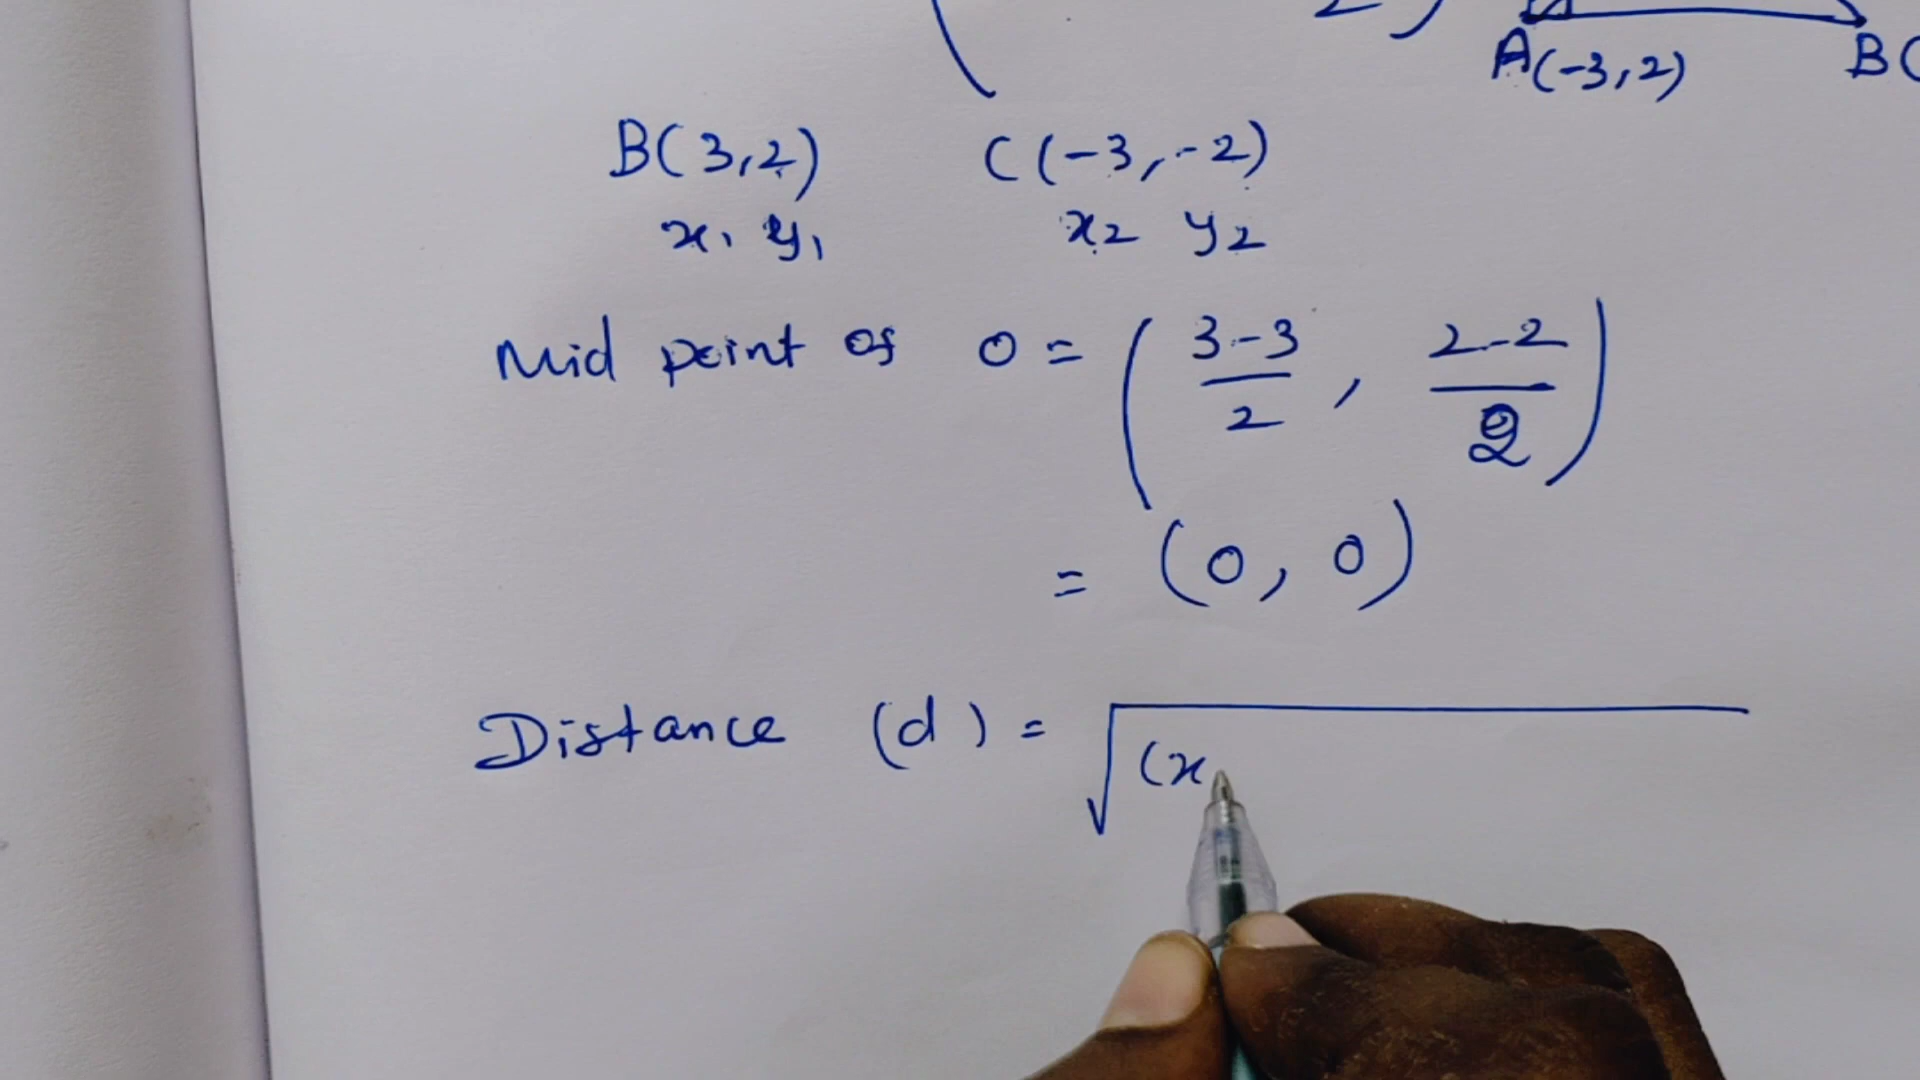 2)
A(-3,2) B(
B(3,2) C(-3,-2)
x1 y1 x2 y2
Mid point of O = ( 3-3/2 , 2-2/2 )
= (0, 0)
Distance (d) = √(x